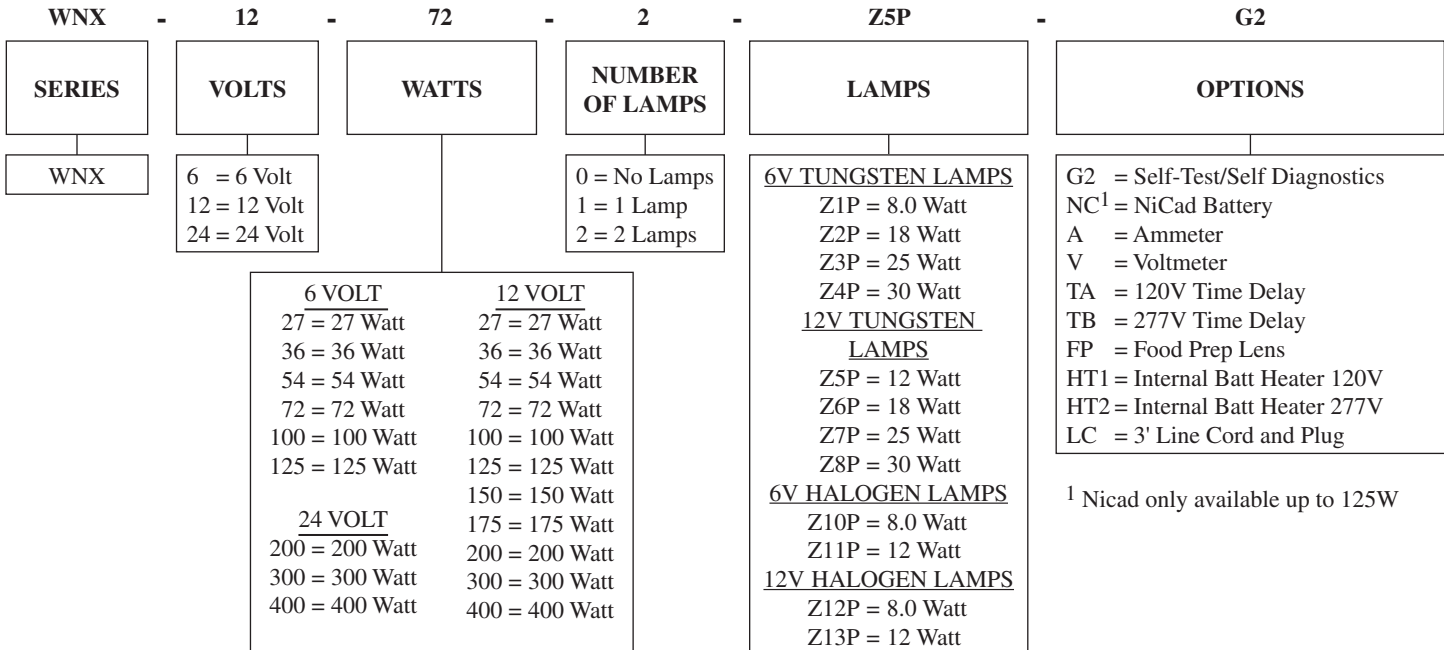 WNX - 12 - 72 - 2 - Z5P - G2
SERIES
VOLTS
WATTS
NUMBER
OF LAMPS
LAMPS
OPTIONS
WNX
6 = 6 Volt
12 = 12 Volt
24 = 24 Volt
6 VOLT
27 = 27 Watt
36 = 36 Watt
54 = 54 Watt
72 = 72 Watt
100 = 100 Watt
125 = 125 Watt
24 VOLT
200 = 200 Watt
300 = 300 Watt
400 = 400 Watt
12 VOLT
27 = 27 Watt
36 = 36 Watt
54 = 54 Watt
72 = 72 Watt
100 = 100 Watt
125 = 125 Watt
150 = 150 Watt
175 = 175 Watt
200 = 200 Watt
300 = 300 Watt
400 = 400 Watt
0 = No Lamps
1 = 1 Lamp
2 = 2 Lamps
6V TUNGSTEN LAMPS
Z1P = 8.0 Watt
Z2P = 18 Watt
Z3P = 25 Watt
Z4P = 30 Watt
12V TUNGSTEN
LAMPS
Z5P = 12 Watt
Z6P = 18 Watt
Z7P = 25 Watt
Z8P = 30 Watt
6V HALOGEN LAMPS
Z10P = 8.0 Watt
Z11P = 12 Watt
12V HALOGEN LAMPS
Z12P = 8.0 Watt
Z13P = 12 Watt
G2 = Self-Test/Self Diagnostics
NC1 = NiCad Battery
A = Ammeter
V = Voltmeter
TA = 120V Time Delay
TB = 277V Time Delay
FP = Food Prep Lens
HT1 = Internal Batt Heater 120V
HT2 = Internal Batt Heater 277V
LC = 3' Line Cord and Plug
1 Nicad only available up to 125W